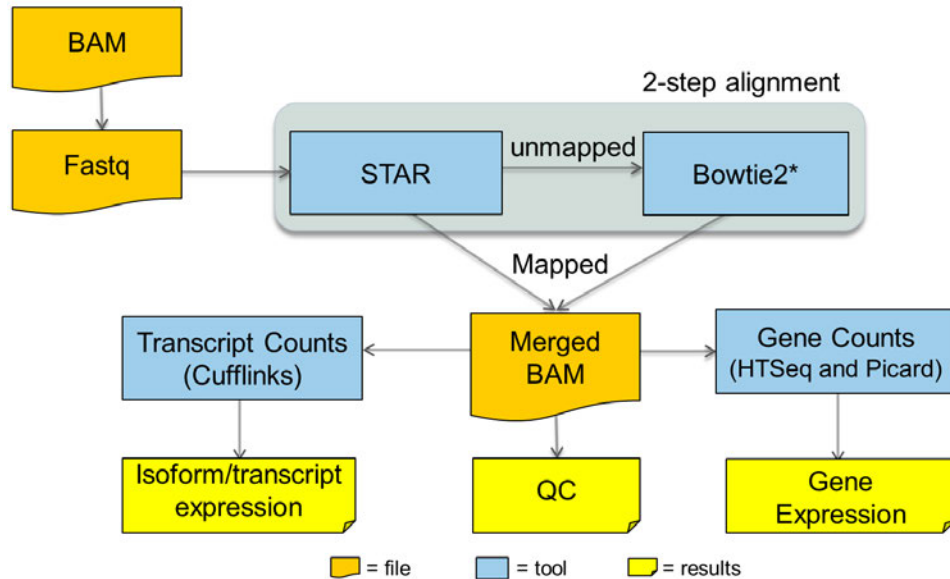 BAM
2-step alignment
Fastq
STAR
unmapped
Bowtie2*
Mapped
Transcript Counts
(Cufflinks)
Merged
BAM
Gene Counts
(HTSeq and Picard)
Isoform/transcript
expression
QC
Gene
Expression
= file
= tool
= results